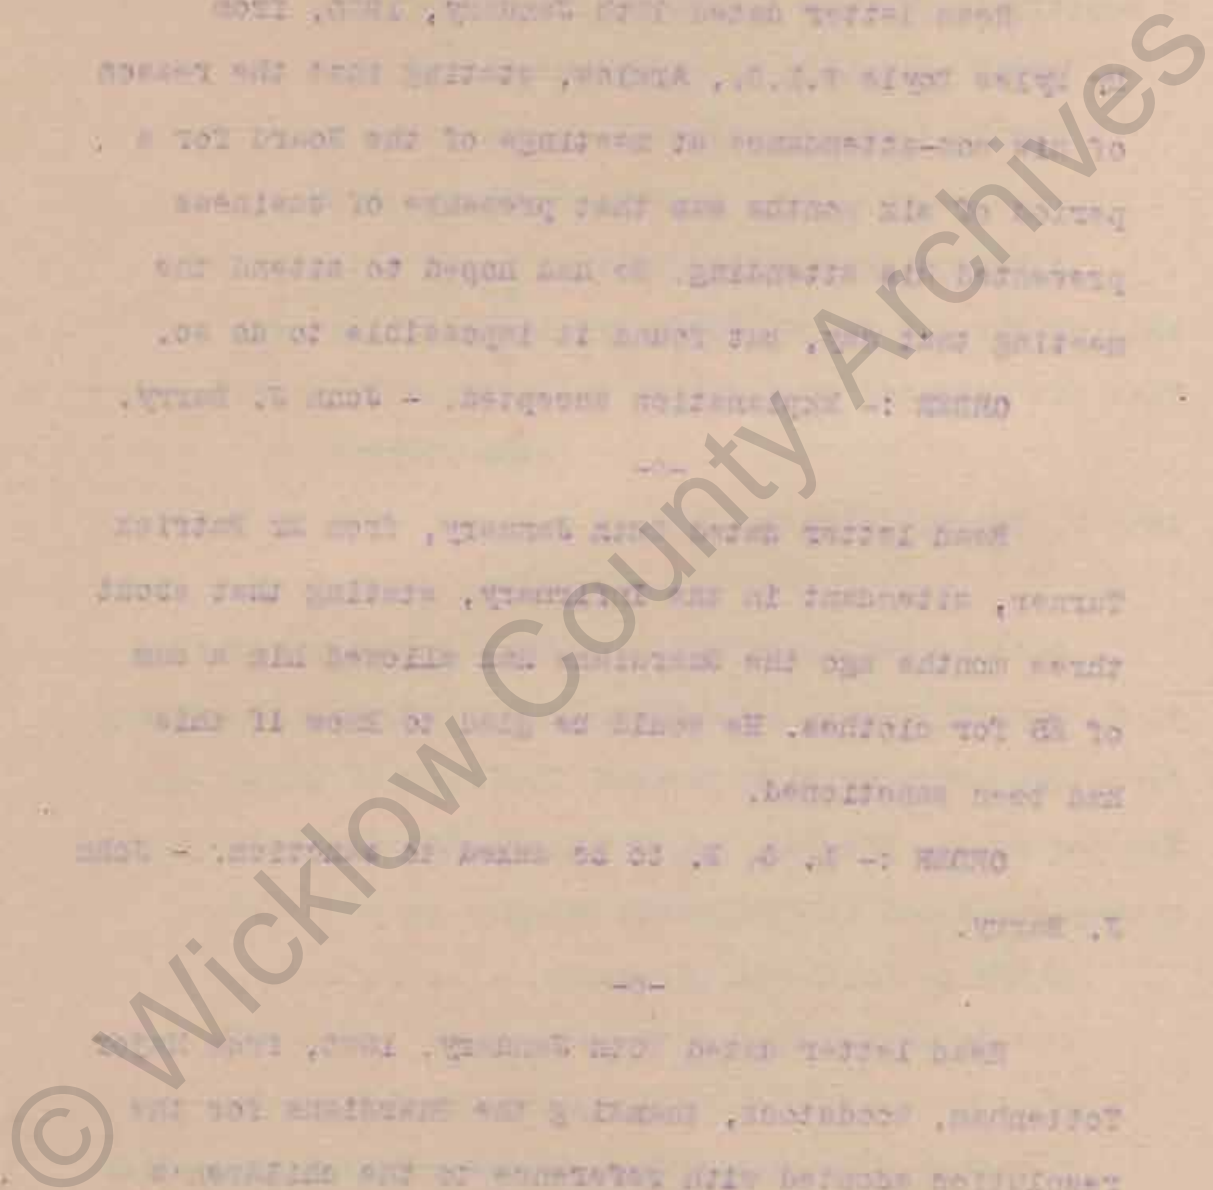 Read letter dated January, from
Myles Doyle P.L.G., Arklow, stating that the reason
of his non-attendance at meetings of the Board for a
period of six months was that pressure of business
prevented his attending. He had hoped to attend the
meeting that day, but found it impossible to do so.
ORDER :- Explanation accepted. - John J. Barry.
-o-
Read letter dated January, from Mr Patrick
Turner, attendant in the Infirmary, stating that about
three months ago the Guardians had allowed him a sum
of £5 for clothes. He would be glad to know if this
had been sanctioned.
ORDER :- L. G. B. to be asked to sanction. - John
J. Barry.
-o-
Read letter dated January, from
Tottenham, Woodstock, thanking the Guardians for the
resolution adopted with reference to the children's
© Wicklow County Archives